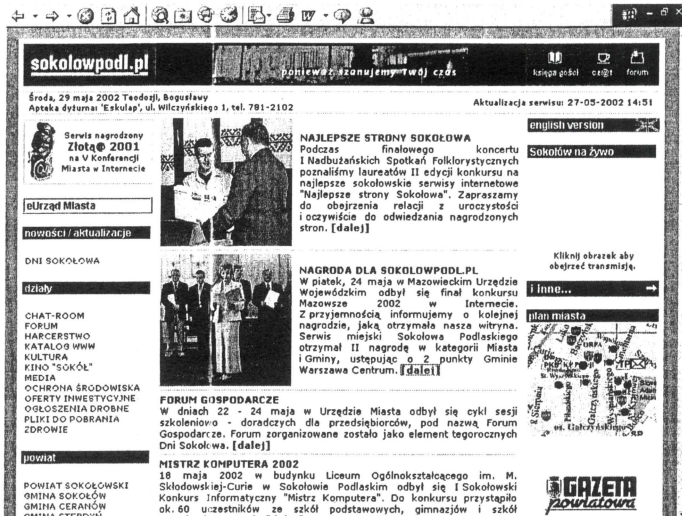 sokolowpodl.pl
ponieważ szanujemy Twój czas
księga gości
cz@t
forum
Środa, 29 maja 2002 Teodozji, Bogusławy
Apteka dyżurna: 'Eskulap', ul. Wilczyńskiego 1, tel. 781-2102
Aktualizacja serwisu: 27-05-2002 14:51
Serwis nagrodzony
Złotą@ 2001
na V Konferencji
Miasta w Internecie
eUrząd Miasta
nowości / aktualizacje
DNI SOKOŁOWA
działy
CHAT-ROOM
FORUM
HARCERSTWO
KATALOG WWW
KULTURA
KINO "SOKÓŁ"
MEDIA
OCHRONA ŚRODOWISKA
OFERTY INWESTYCYJNE
OGŁOSZENIA DROBNE
PLIKI DO POBRANIA
ZDROWIE
powiat
POWIAT SOKOŁOWSKI
GMINA SOKOŁÓW
GMINA CERANÓW
GMINA STERDYŃ
NAJLEPSZE STRONY SOKOŁOWA
Podczas finałowego koncertu
I Nadbużańskich Spotkań Folklorystycznych
poznaliśmy laureatów II edycji konkursu na
najlepsze sokołowskie serwisy internetowe
"Najlepsze strony Sokołowa". Zapraszamy
do obejrzenia relacji z uroczystości
i oczywiście do odwiedzania nagrodzonych
stron. [dalej]
NAGRODA DLA SOKOLOWPODL.PL
W piątek, 24 maja w Mazowieckim Urzędzie
Wojewódzkim odbył się finał konkursu
Mazowsze 2002 w Internecie.
Z przyjemnością informujemy o kolejnej
nagrodzie, jaką otrzymała nasza witryna.
Serwis miejski Sokołowa Podlaskiego
otrzymał II nagrodę w kategorii Miasta
i Gminy, ustępując o 2 punkty Gminie
Warszawa Centrum. [dalej]
FORUM GOSPODARCZE
W dniach 22 - 24 maja w Urzędzie Miasta odbył się cykl sesji
szkoleniowo - doradczych dla przedsiębiorców, pod nazwą Forum
Gospodarcze. Forum zorganizowane zostało jako element tegorocznych
Dni Sokołowa. [dalej]
MISTRZ KOMPUTERA 2002
18 maja 2002 w budynku Liceum Ogólnokształcącego im. M.
Skłodowskiej-Curie w Sokołowie Podlaskim odbył się I Sokołowski
Konkurs Informatyczny "Mistrz Komputera". Do konkursu przystąpiło
ok. 60 uczestników ze szkół podstawowych, gimnazjów i szkół
english version
Sokołów na żywo
Kliknij obrazek aby
obejrzeć transmisję.
i inne...
plan miasta
os. Gałczyńskiego
GAZETA
powiatowa